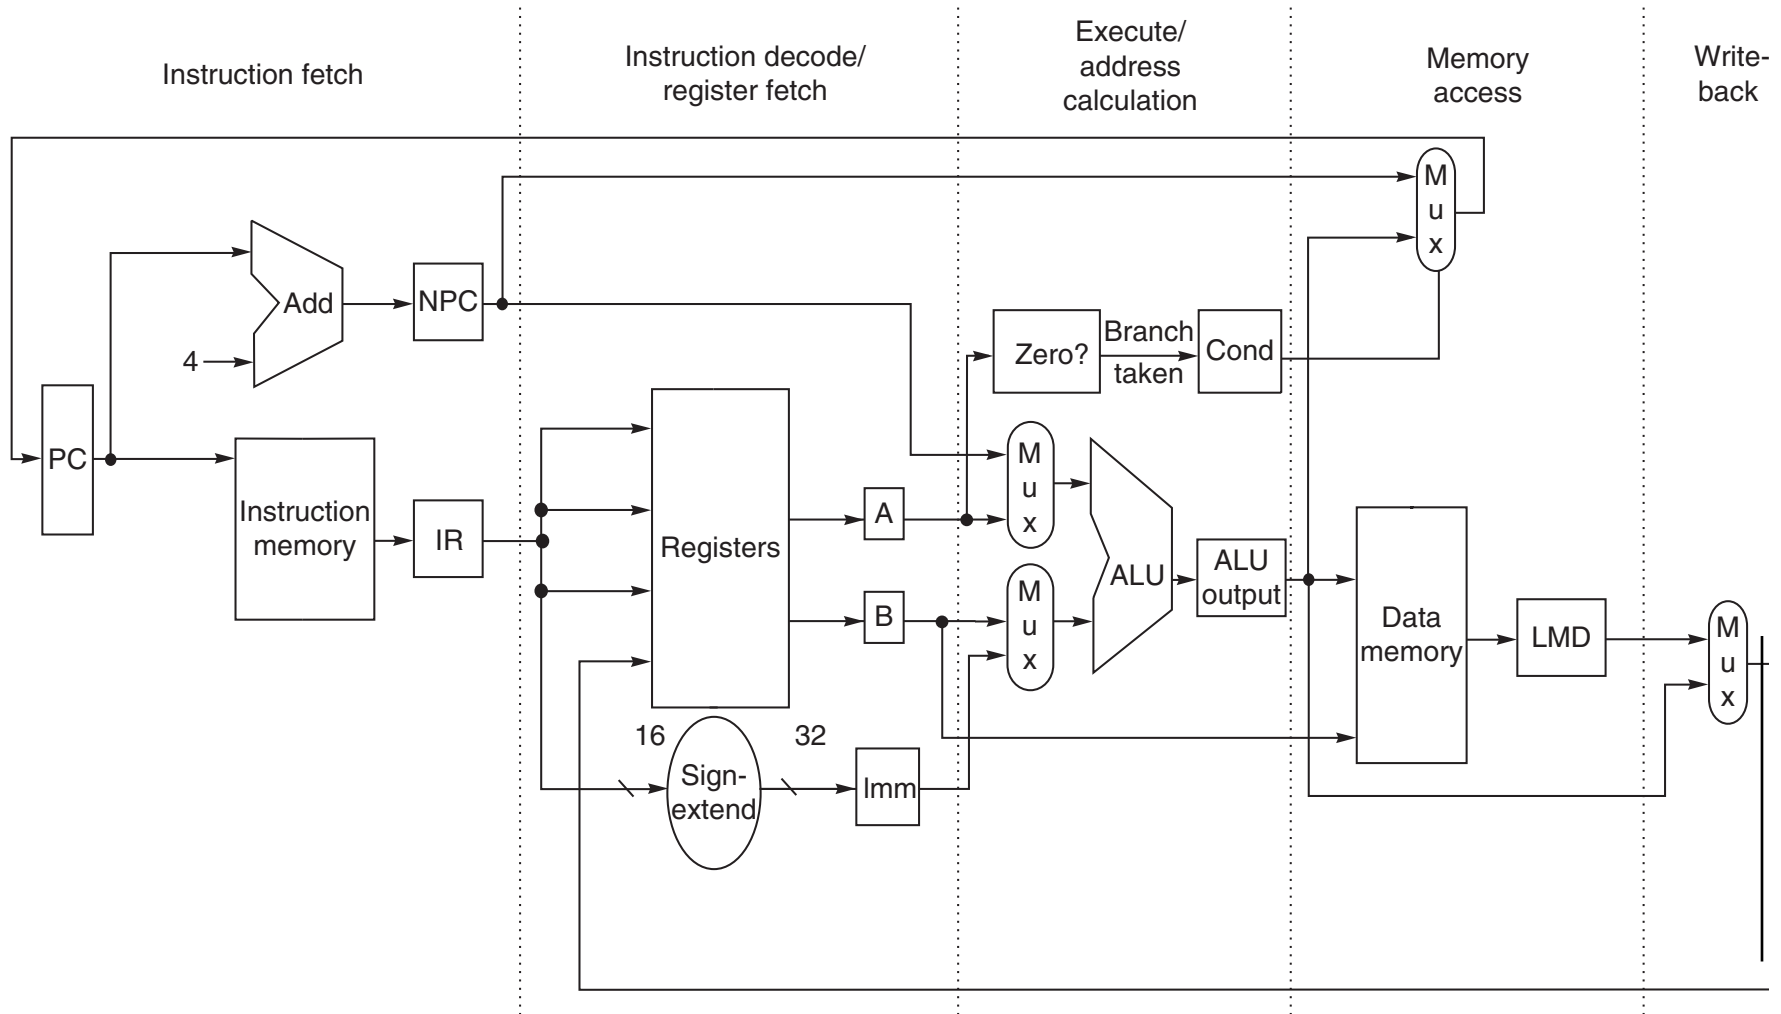 Instruction fetch
Instruction decode/
register fetch
Execute/
address
calculation
Memory
access
Write-
back
M
u
x
Add
NPC
4
Zero?
Branch
taken
Cond
PC
Instruction
memory
IR
Registers
A
B
M
u
x
M
u
x
ALU
ALU
output
Data
memory
LMD
M
u
x
16
32
Sign-
extend
Imm